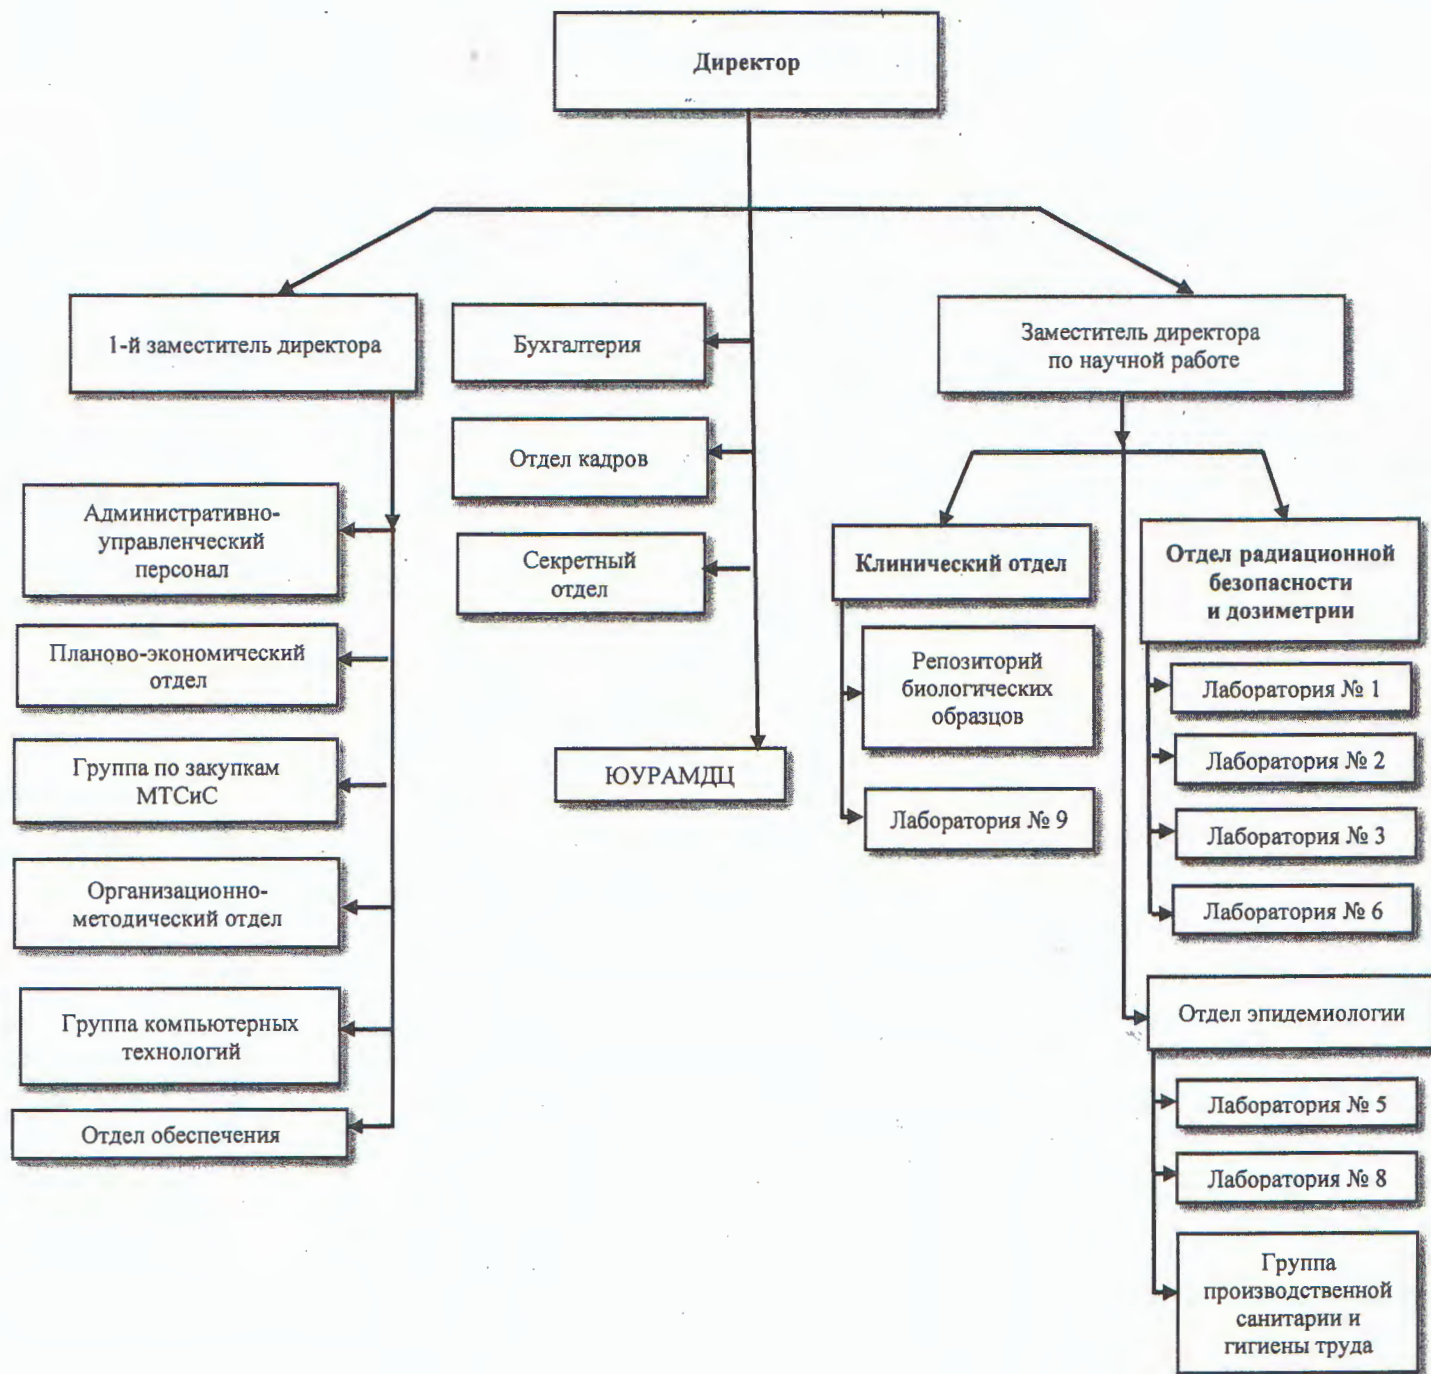 Директор
1-й заместитель директора
Административно-
управленческий
персонал
Планово-экономический
отдел
Группа по закупкам
МТСиС
Организационно-
методический отдел
Группа компьютерных
технологий
Отдел обеспечения
Бухгалтерия
Отдел кадров
Секретный
отдел
ЮУРАМДЦ
Заместитель директора
по научной работе
Клинический отдел
Репозиторий
биологических
образцов
Лаборатория № 9
Отдел радиационной
безопасности
и дозиметрии
Лаборатория № 1
Лаборатория № 2
Лаборатория № 3
Лаборатория № 6
Отдел эпидемиологии
Лаборатория № 5
Лаборатория № 8
Группа
производственной
санитарии и
гигиены труда